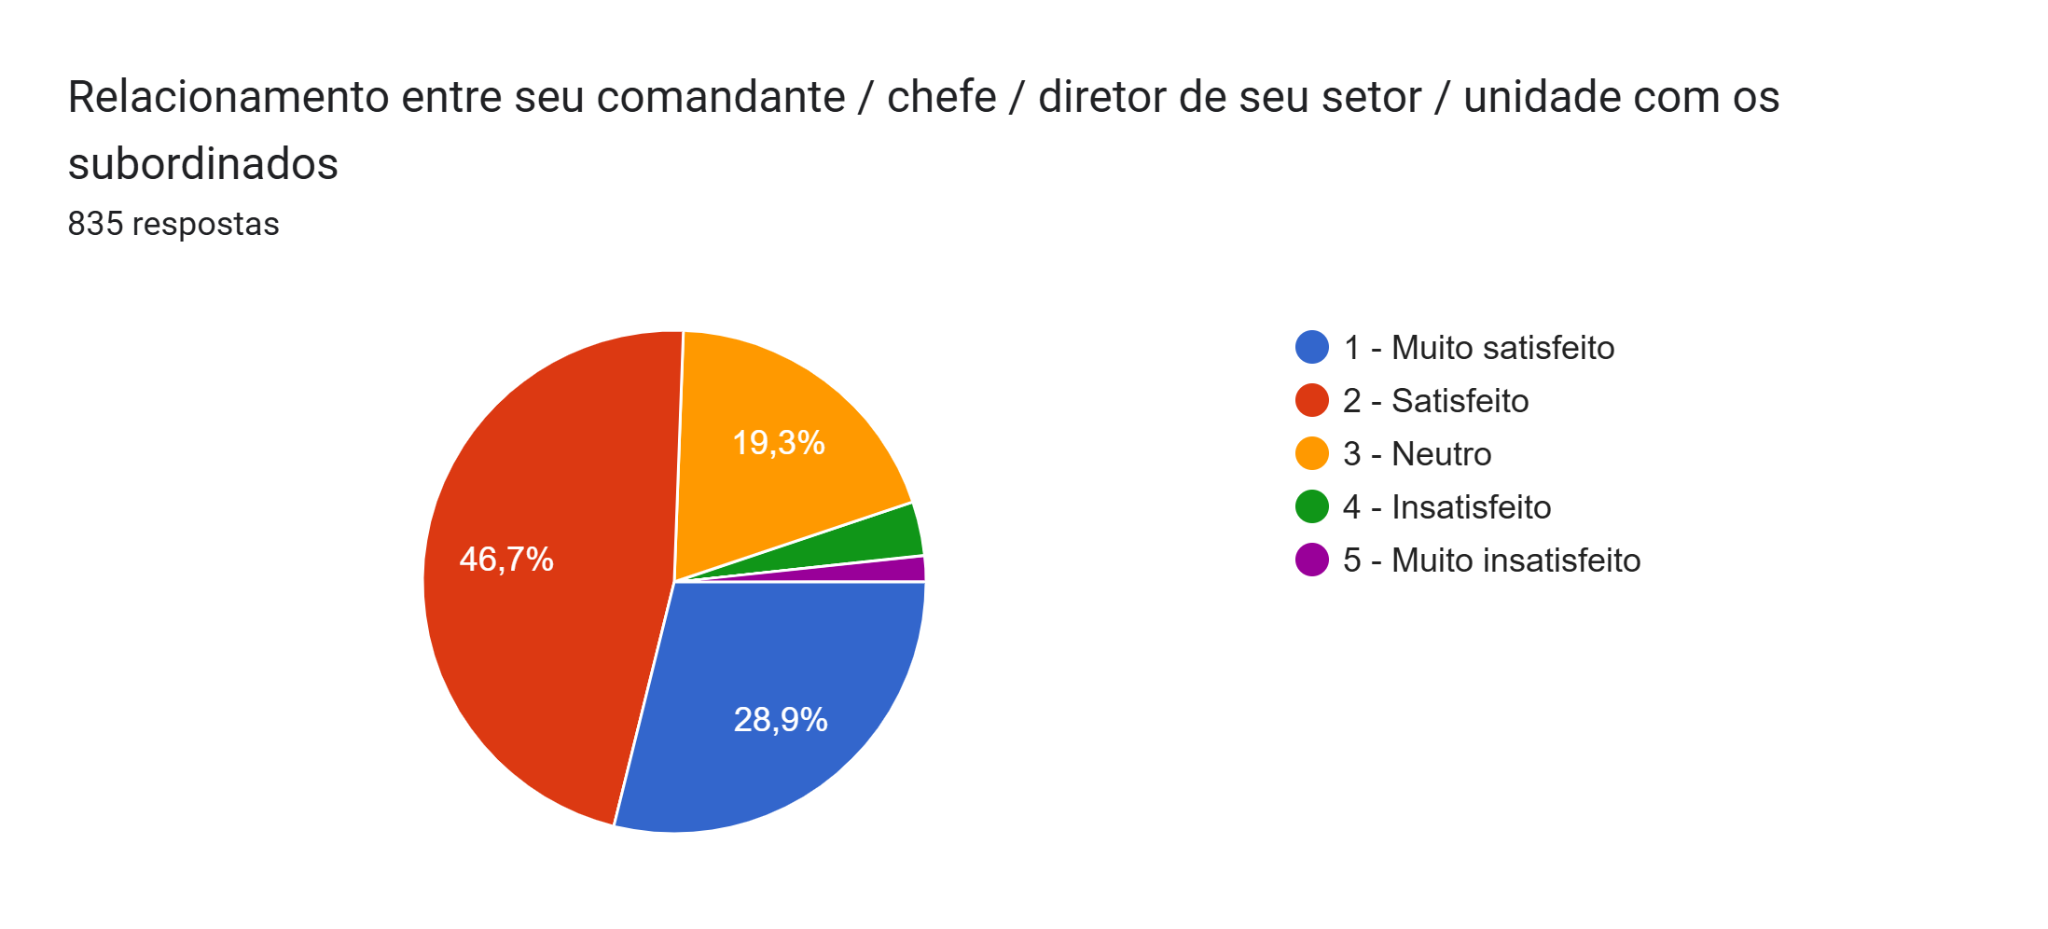 Relacionamento entre seu comandante / chefe / diretor de seu setor / unidade com os
subordinados
835 respostas
19,3%
46,7%
28,9%
1 - Muito satisfeito
2 - Satisfeito
3 - Neutro
4 - Insatisfeito
5 - Muito insatisfeito